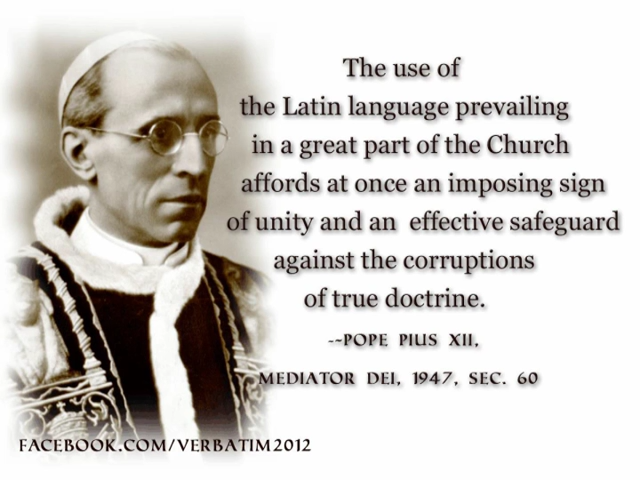 The use of
the Latin language prevailing
in a great part of the Church
affords at once an imposing sign
of unity and an effective safeguard
against the corruptions
of true doctrine.
--POPE PIUS XII,
MEDIATOR DEI, 1947, SEC. 60
FACEBOOK.COM/VERBATIM2012